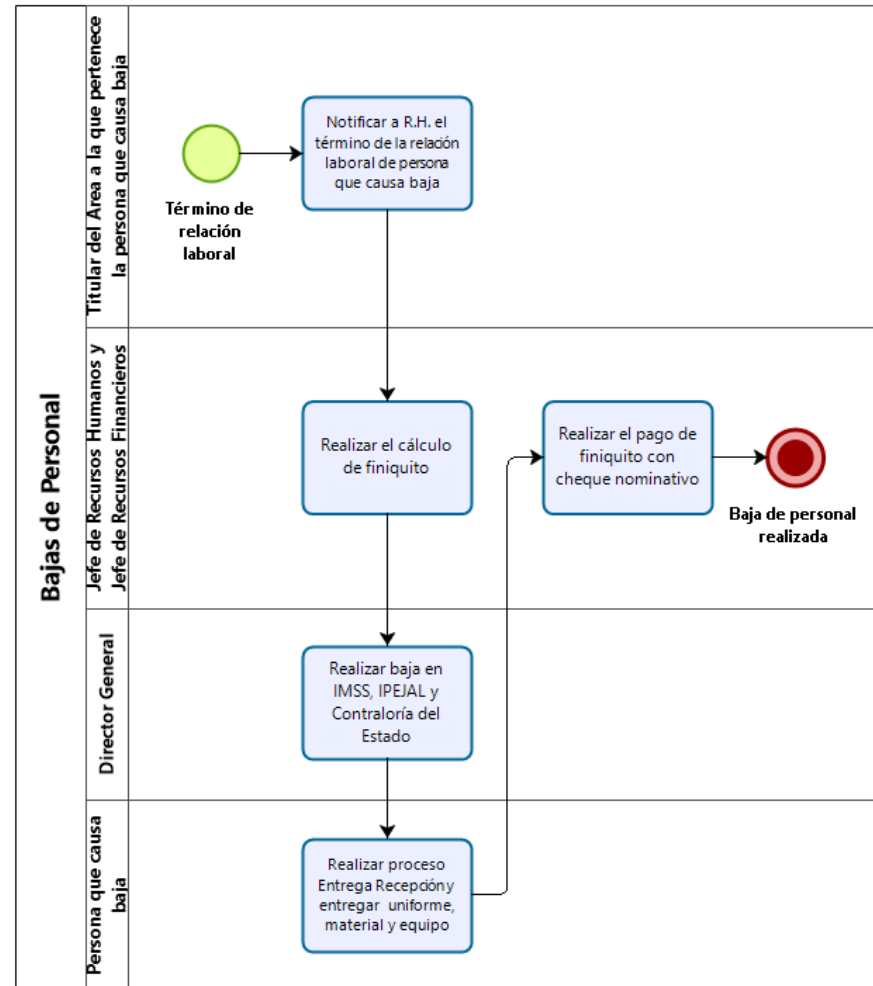 Bajas de Personal
Titular del Area a la que pertenece
la persona que causa baja
Término de
relación
laboral
Notificar a R.H. el
término de la relación
laboral de persona
que causa baja
Jefe de Recursos Humanos y
Jefe de Recursos Financieros
Realizar el cálculo
de finiquito
Realizar el pago de
finiquito con
cheque nominativo
Baja de personal
realizada
Director General
Realizar baja en
IMSS, IPEJAL y
Contraloría del
Estado
Persona que causa
baja
Realizar proceso
Entrega Recepción y
entregar uniforme,
material y equipo